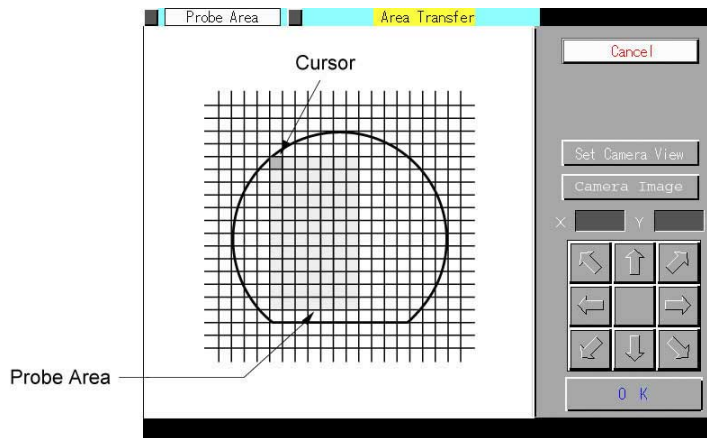 Probe Area
Area Transfer
Cursor
Cancel
Set Camera View
Camera Image
X Y
Probe Area
O K